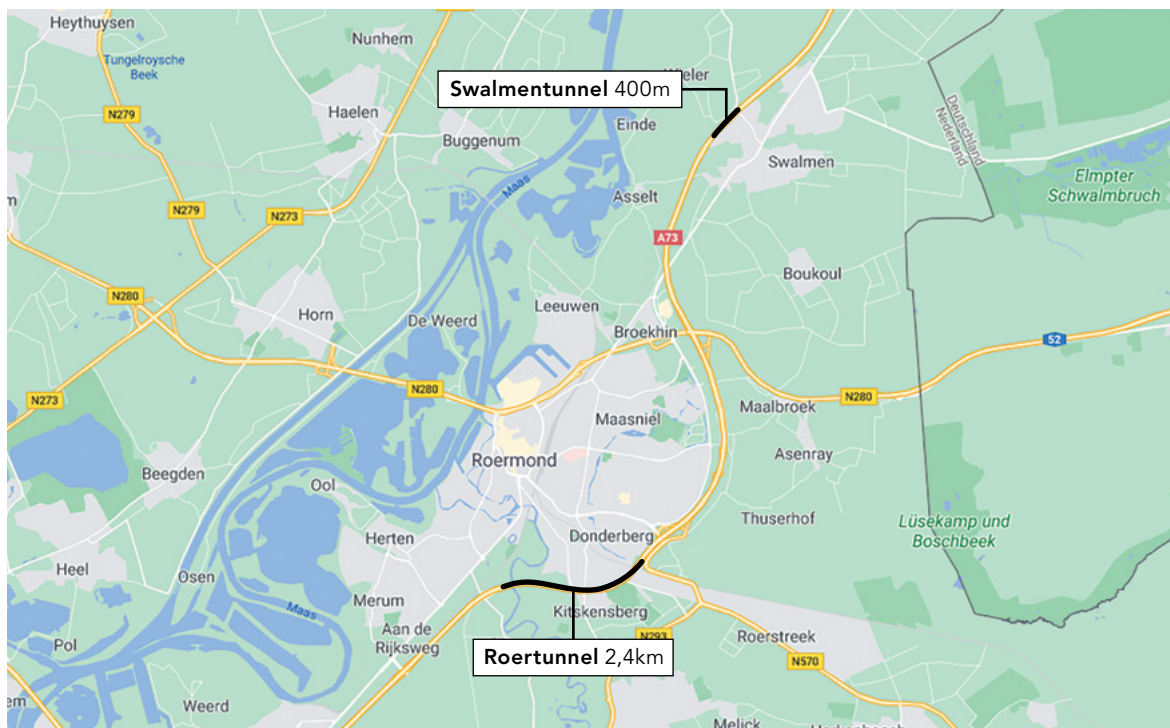 Heythuysen
Nunhem
Tungelroysche
Beek
Swalmentunnel 400m
Haelen
N279
Buggenum
Einde
Deutschland
Nederland
Swalmen
Elmpter
Schwalmbruch
Maas
Asselt
N279
N273
A73
Boukoul
N280
Leeuwen
Horn
De Weerd
Broekhin
52
N280
N273
N280
Maasniel
Maalbroek
Roermond
Asenray
Beegden
Ool
Thuserhof
Lüsekamp und
Boschbeek
Herten
Donderberg
Heel
Osen
Merum
Maas
Kitskensberg
Aan de
Rijksweg
N293
Roerstreek
Pol
Roertunnel 2,4km
N570
Weerd
Melick